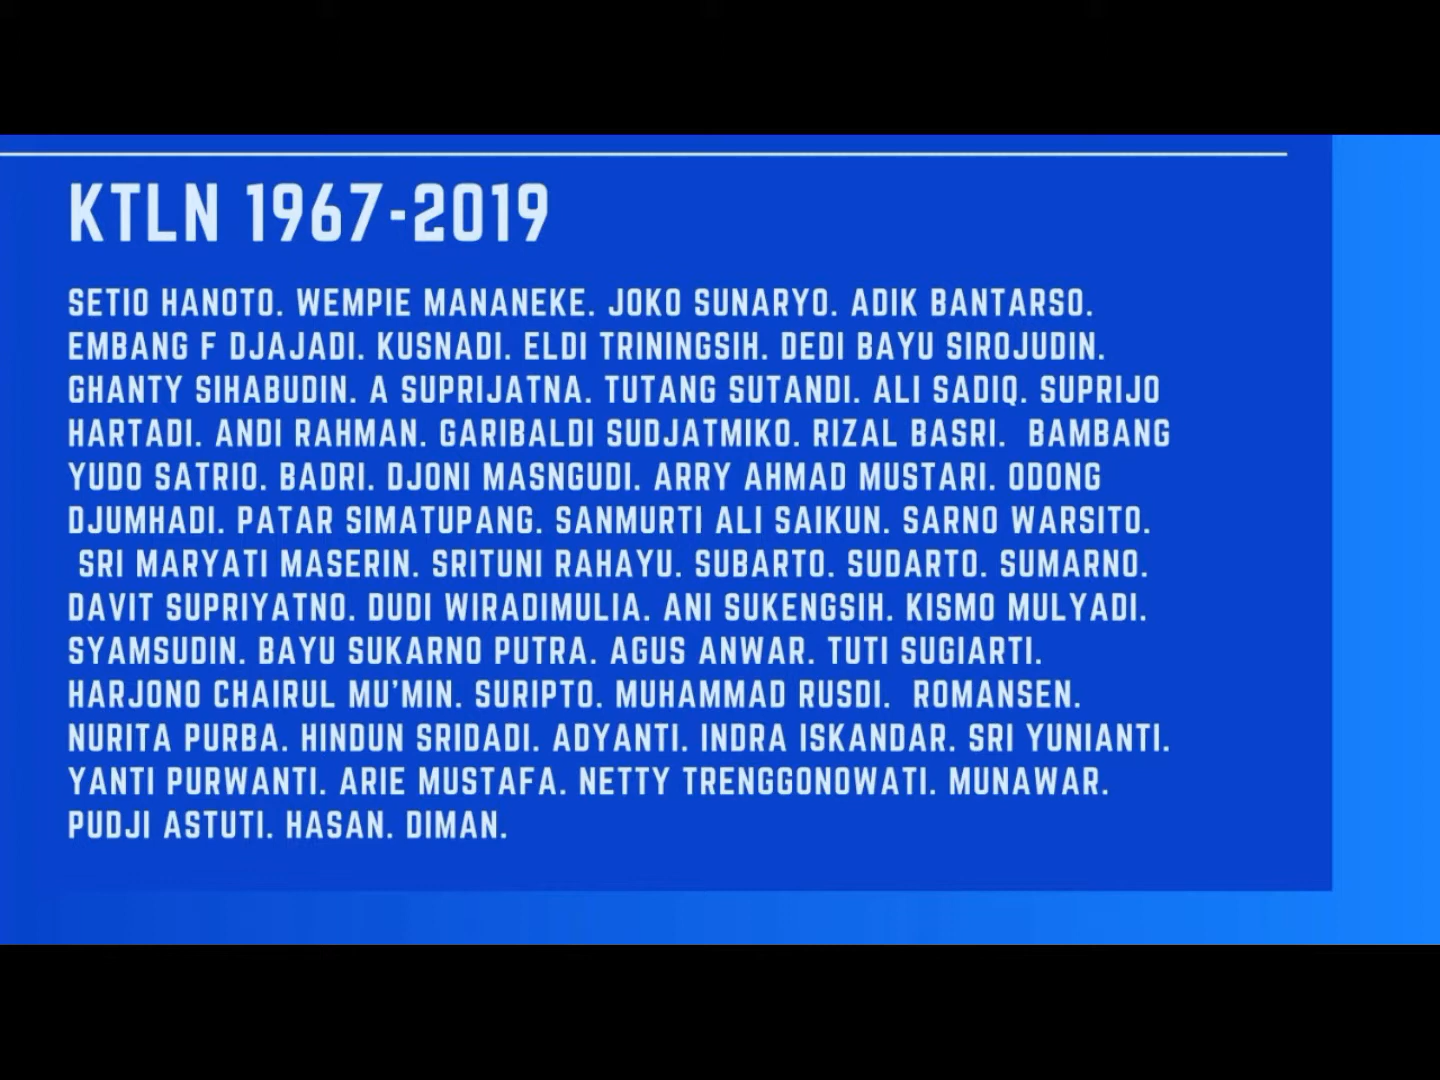 KTLN 1967-2019
SETIO HANOTO. WEMPIE MANANEKE. JOKO SUNARYO. ADIK BANTARSO.
EMBANG F DJAJADI. KUSNADI. ELDI TRININGSIH. DEDI BAYU SIROJUDIN.
GHANTY SIHABUDIN. A SUPRIJATNA. TUTANG SUTANDI. ALI SADIQ. SUPRIJO
HARTADI. ANDI RAHMAN. GARIBALDI SUDJATMIKO. RIZAL BASRI. BAMBANG
YUDO SATRIO. BADRI. DJONI MASNGUDI. ARRY AHMAD MUSTARI. ODONG
DJUMHADI. PATAR SIMATUPANG. SANMURTI ALI SAIKUN. SARNO WARSITO.
SRI MARYATI MASERIN. SRITUNI RAHAYU. SUBARTO. SUDARTO. SUMARNO.
DAVIT SUPRIYATNO. DUDI WIRADIMULIA. ANI SUKENGSIH. KISMO MULYADI.
SYAMSUDIN. BAYU SUKARNO PUTRA. AGUS ANWAR. TUTI SUGIARTI.
HARJONO CHAIRUL MU'MIN. SURIPTO. MUHAMMAD RUSDI. ROMANSEN.
NURITA PURBA. HINDUN SRIDADI. ADYANTI. INDRA ISKANDAR. SRI YUNIANTI.
YANTI PURWANTI. ARIE MUSTAFA. NETTY TRENGGONOWATI. MUNAWAR.
PUDJI ASTUTI. HASAN. DIMAN.